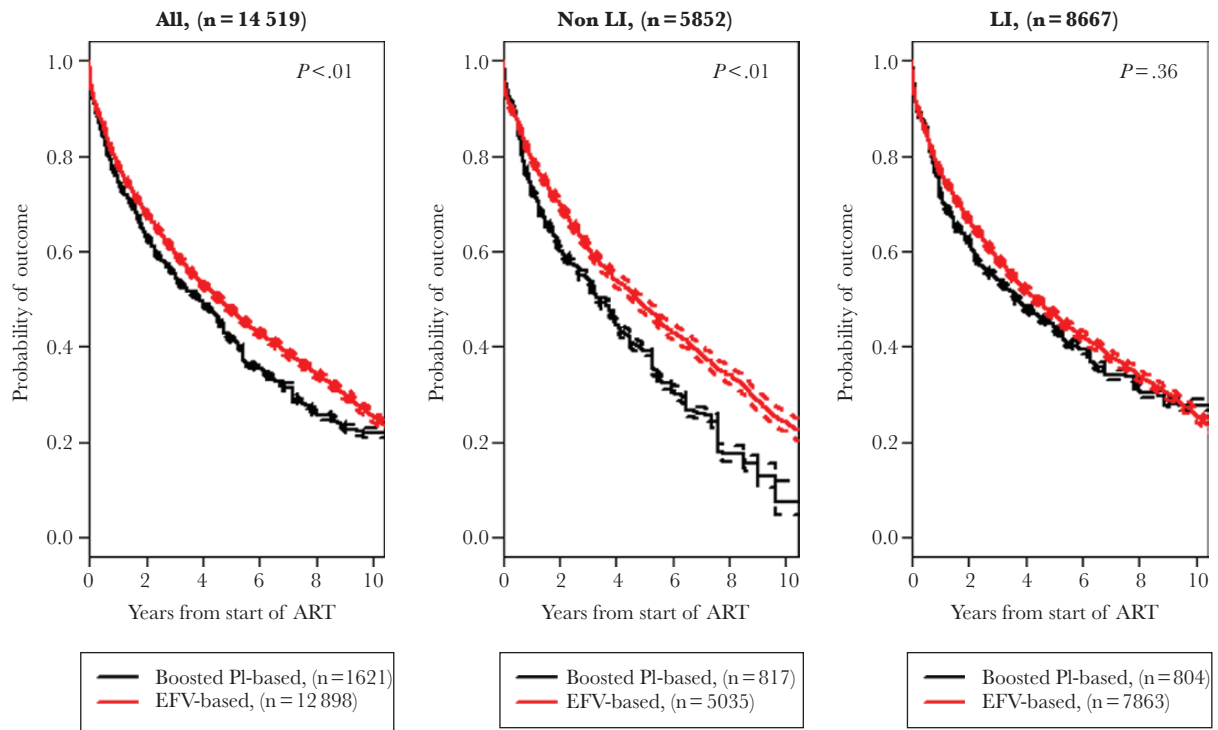 All, (n=14 519)
P<.01
Probability of outcome
1.0
0.8
0.6
0.4
0.2
0.0
0 2 4 6 8 10
Years from start of ART
Boosted PI-based, (n=1621)
EFV-based, (n=12 898)
Non LI, (n=5852)
P<.01
Probability of outcome
1.0
0.8
0.6
0.4
0.2
0.0
0 2 4 6 8 10
Years from start of ART
Boosted PI-based, (n=817)
EFV-based, (n=5035)
LI, (n=8667)
P=.36
Probability of outcome
1.0
0.8
0.6
0.4
0.2
0.0
0 2 4 6 8 10
Years from start of ART
Boosted PI-based, (n=804)
EFV-based, (n=7863)